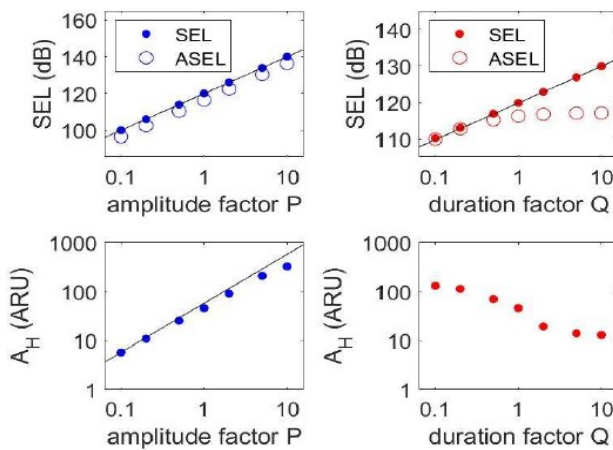 SEL (dB)
160
140
120
100
SEL
ASEL
0.1 1 10
amplitude factor P
SEL (dB)
140
130
120
110
SEL
ASEL
0.1 1 10
duration factor Q
A_H (ARU)
1000
100
10
1
0.1 1 10
amplitude factor P
A_H (ARU)
1000
100
10
1
0.1 1 10
duration factor Q